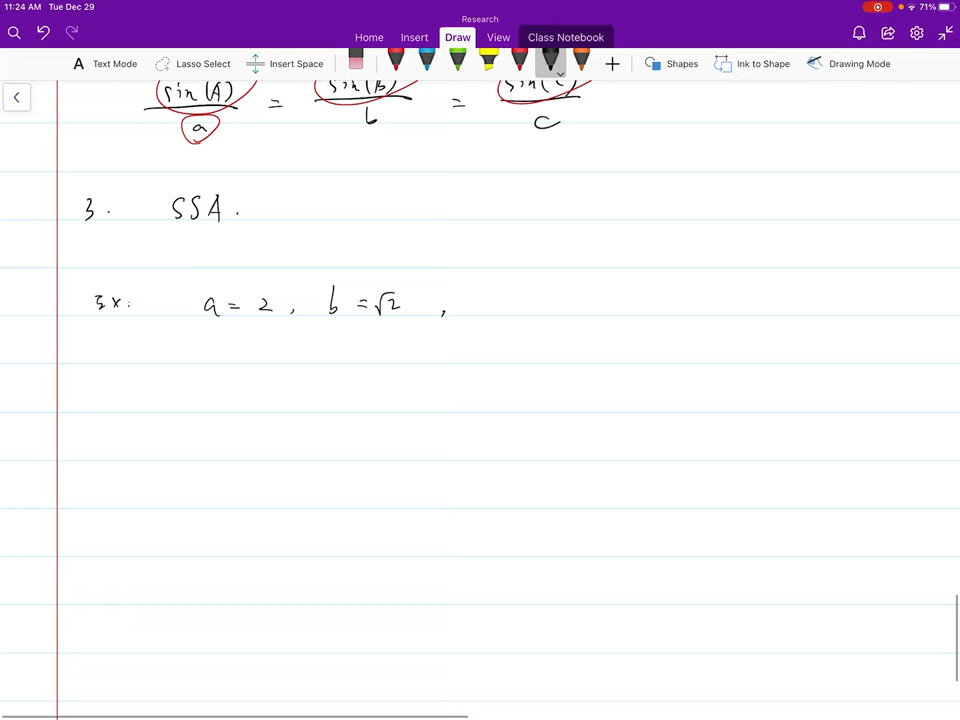 11:24 AM Tue Dec 29
71%
Research
Home Insert Draw View Class Notebook
Text Mode Lasso Select Insert Space Shapes Ink to Shape Drawing Mode
sin(A)/a = sin(B)/b = sin(C)/c
3. SSA.
Ex: a = 2, b = √2,